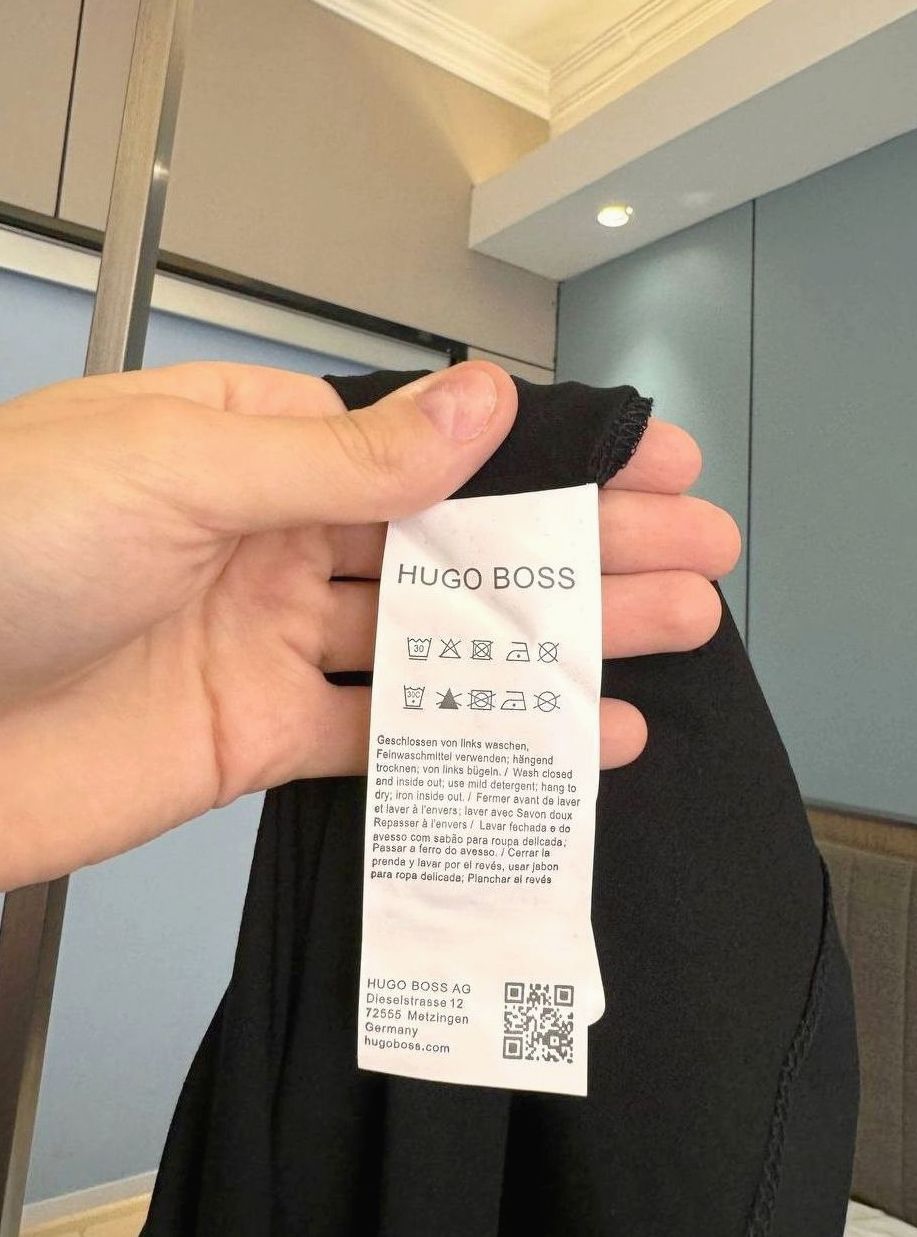 HUGO BOSS
30
30C
Geschlossen von links waschen,
Feinwaschmittel verwenden; hängend
trocknen; von links bügeln. / Wash closed
and inside out; use mild detergent; hang to
dry; iron inside out. / Fermer avant de laver
et laver à l'envers; laver avec Savon doux
Repasser à l'envers / Lavar fechada e do
avesso com sabão para roupa delicada;
Passar a ferro do avesso. / Cerrar la
prenda y lavar por el revés, usar jabon
para ropa delicada; Planchar al revés
HUGO BOSS AG
Dieselstrasse 12
72555 Metzingen
Germany
hugoboss.com